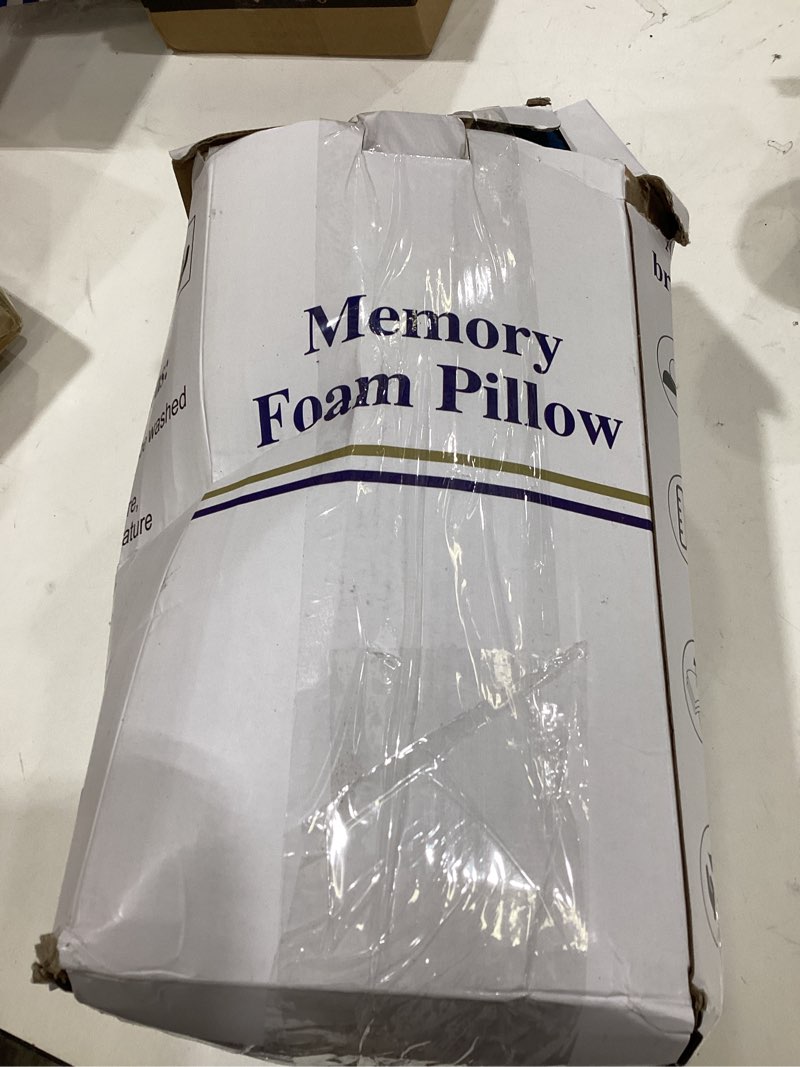 Memory
Foam Pillow
washed
re,
ature
br